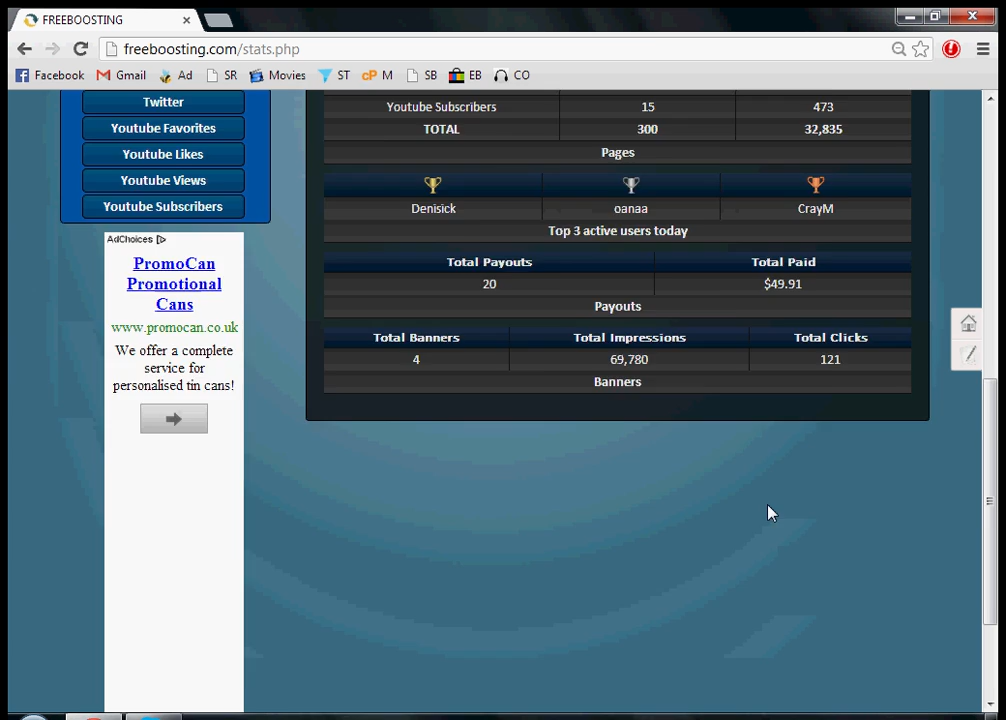 FREEBOOSTING
freeboosting.com/stats.php
Facebook Gmail Ad SR Movies ST cP M SB EB CO
Twitter
Youtube Favorites
Youtube Likes
Youtube Views
Youtube Subscribers
AdChoices
PromoCan
Promotional
Cans
www.promocan.co.uk
We offer a complete
service for
personalised tin cans!
Youtube Subscribers 15 473
TOTAL 300 32,835
Pages
Denisick oanaa CrayM
Top 3 active users today
Total Payouts Total Paid
20 $49.91
Payouts
Total Banners Total Impressions Total Clicks
4 69,780 121
Banners